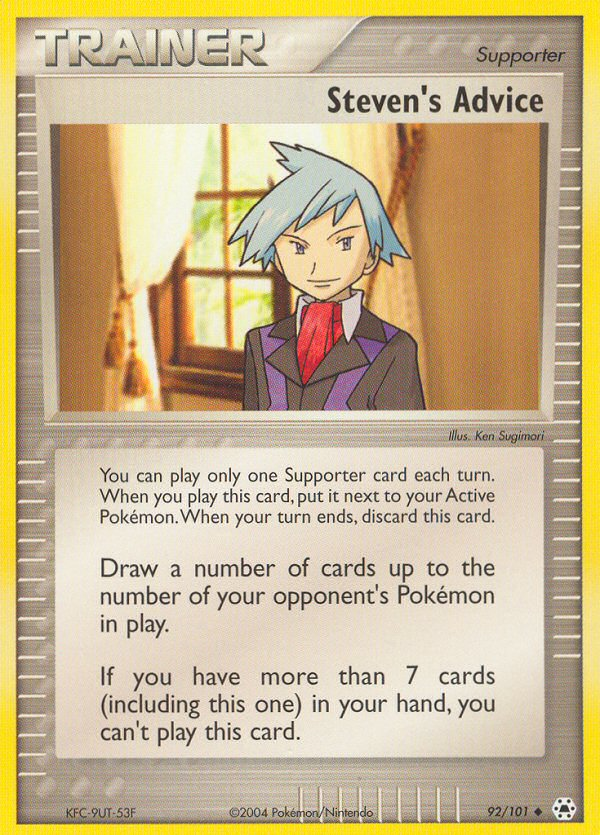 TRAINER
Supporter
Steven's Advice
Illus. Ken Sugimori
You can play only one Supporter card each turn.
When you play this card, put it next to your Active
Pokémon. When your turn ends, discard this card.
Draw a number of cards up to the
number of your opponent's Pokémon
in play.
If you have more than 7 cards
(including this one) in your hand, you
can't play this card.
KFC-9UT-53F
©2004 Pokémon/Nintendo
92/101